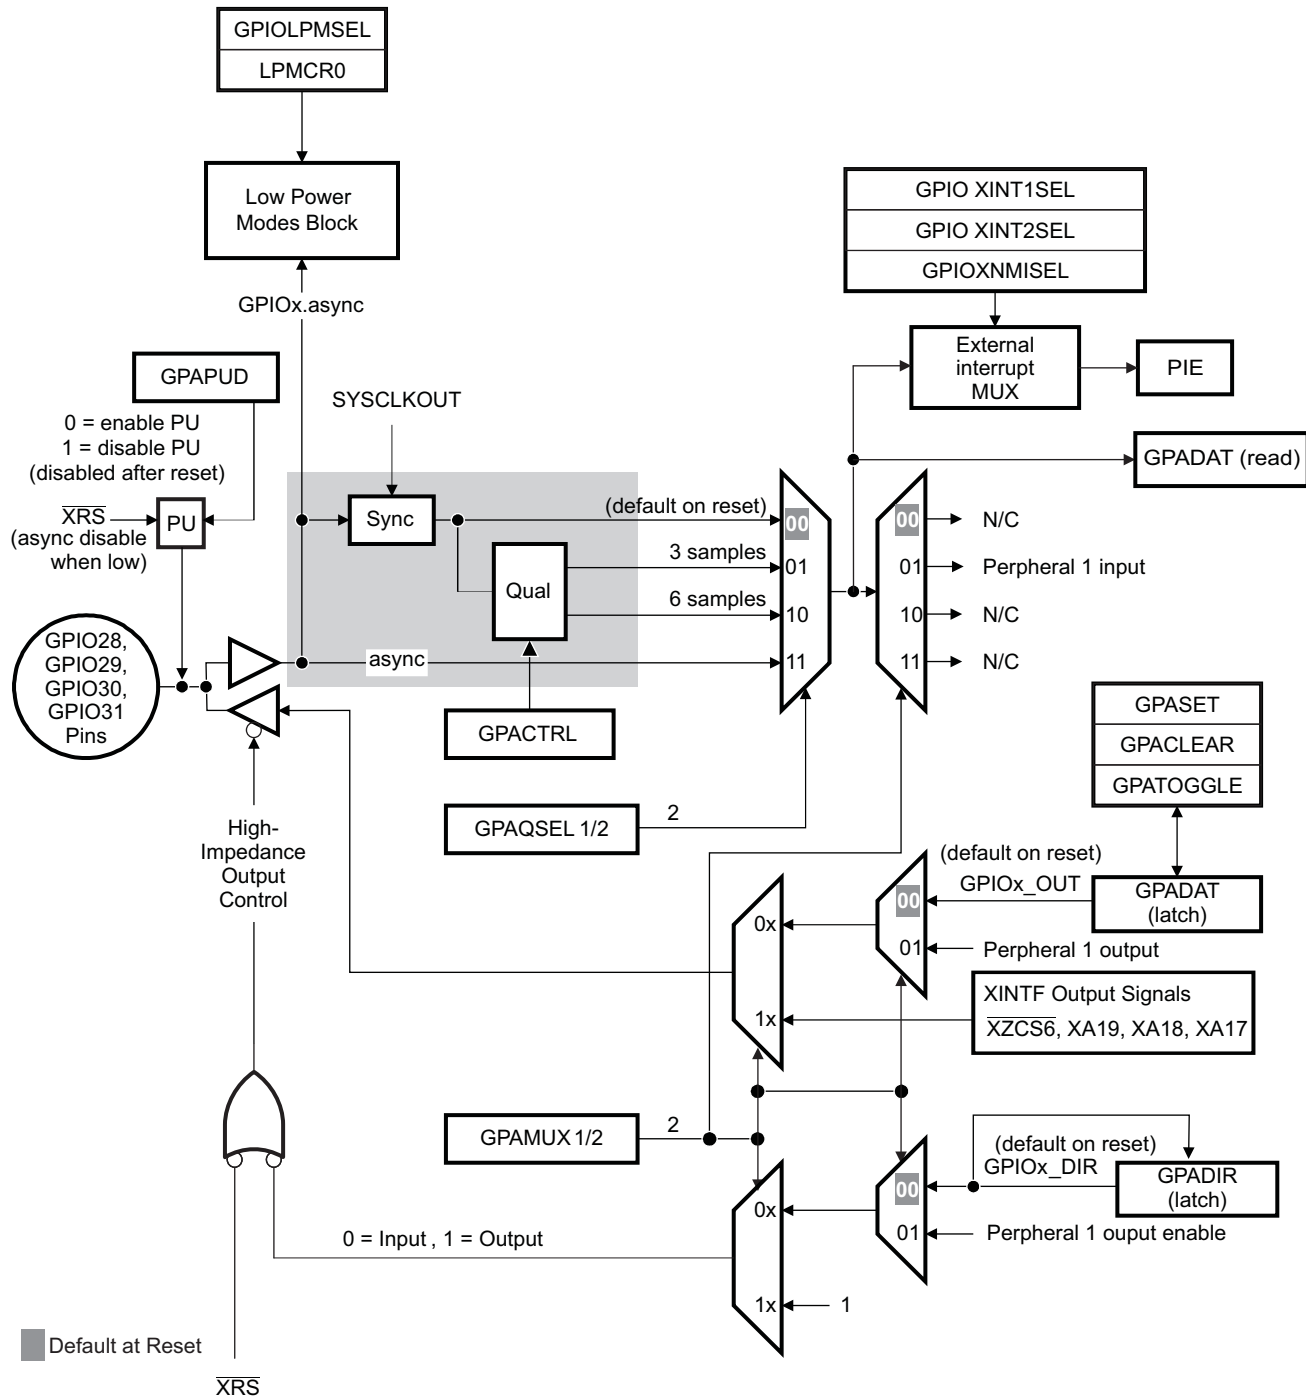 GPIOLPMSEL
LPMCR0
Low Power
Modes Block
GPIOx.async
GPIO XINT1SEL
GPIO XINT2SEL
GPIOXNMISEL
External
interrupt
MUX
PIE
GPAPUD
0 = enable PU
1 = disable PU
(disabled after reset)
XRS
(async disable
when low)
PU
SYSCLKOUT
GPADAT (read)
Sync
(default on reset)
3 samples
Qual
6 samples
async
00
01
10
11
00
01
10
11
N/C
Perpheral 1 input
N/C
N/C
GPIO28,
GPIO29,
GPIO30,
GPIO31
Pins
GPACTRL
GPASET
GPACLEAR
GPATOGGLE
GPAQSEL 1/2
2
High-
Impedance
Output
Control
(default on reset)
GPIOx_OUT
GPADAT
(latch)
00
01
Perpheral 1 output
0x
1x
XINTF Output Signals
XZCS6, XA19, XA18, XA17
GPAMUX 1/2
2
(default on reset)
GPIOx_DIR
GPADIR
(latch)
00
01
Perpheral 1 ouput enable
0x
1x
1
0 = Input , 1 = Output
Default at Reset
XRS